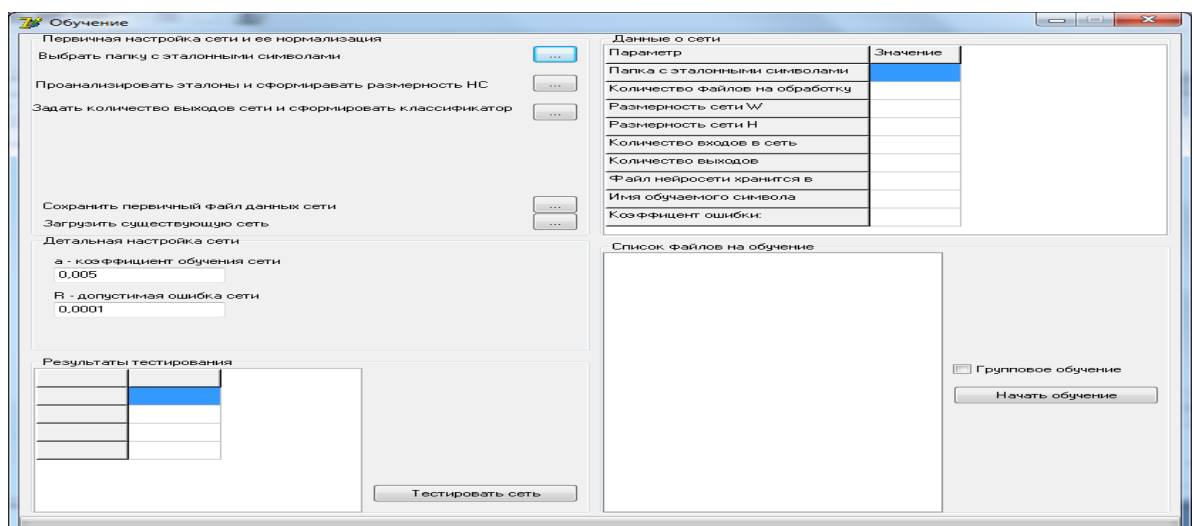 Обучение
Первичная настройка сети и ее нормализация
Выбрать папку с эталонными символами
...
Проанализировать эталоны и сформиравать размерность НС
...
Задать количество выходов сети и сформировать классификатор
...
Сохранить первичный файл данных сети
...
Загрузить существующую сеть
...
Данные о сети
Параметр Значение
Папка с эталонными символами
Количество файлов на обработку
Размерность сети W
Размерность сети H
Количество входов в сеть
Количество выходов
Файл нейросети хранится в
Имя обучаемого символа
Коэффицент ошибки:
Детальная настройка сети
a - коэффициент обучения сети
0,005
R - допустимая ошибка сети
0,0001
Список файлов на обучение
Групповое обучение
Начать обучение
Результаты тестирования
Тестировать сеть